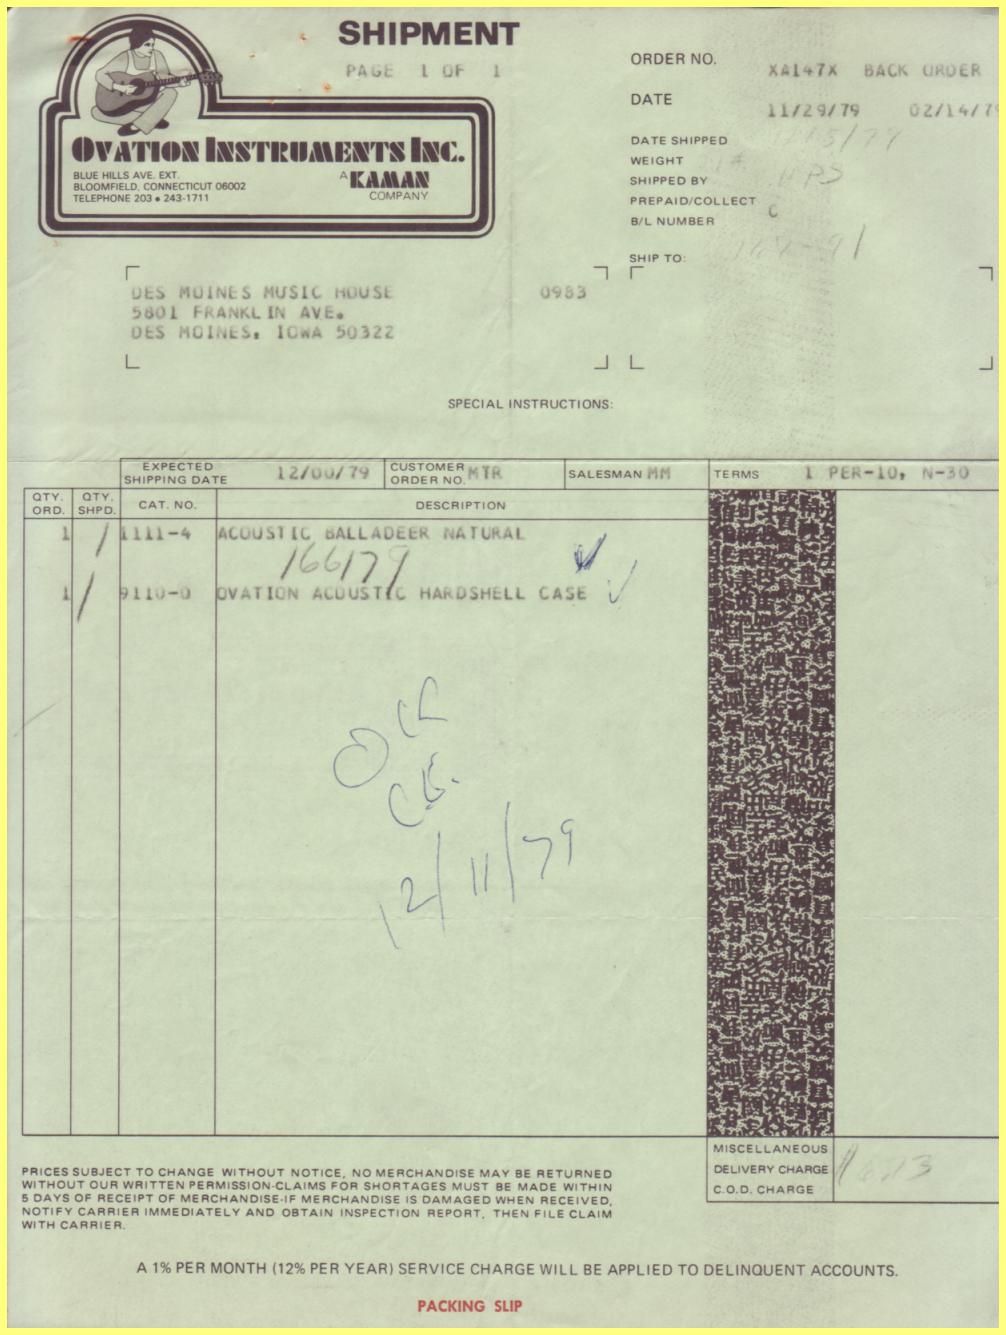 SHIPMENT
PAGE 1 OF 1
OVATION INSTRUMENTS INC.
BLUE HILLS AVE. EXT.
BLOOMFIELD, CONNECTICUT 06002
TELEPHONE 203 • 243-1711
A KAMAN
COMPANY
ORDER NO. XA147X BACK ORDER
DATE 11/29/79 02/14/79
DATE SHIPPED
WEIGHT
SHIPPED BY UPS
PREPAID/COLLECT C
B/L NUMBER
SHIP TO:
DES MOINES MUSIC HOUSE 0983
5801 FRANKLIN AVE.
DES MOINES, IOWA 50322
SPECIAL INSTRUCTIONS:
EXPECTED SHIPPING DATE 12/00/79 CUSTOMER ORDER NO. MTR SALESMAN MM TERMS 1 PER-10, N-30
QTY. ORD. QTY. SHPD. CAT. NO. DESCRIPTION
1 / 1111-4 ACOUSTIC BALLADEER NATURAL
166179
1 / 9110-0 OVATION ACOUSTIC HARDSHELL CASE
OK
12/11/79
MISCELLANEOUS
DELIVERY CHARGE
C.O.D. CHARGE
PRICES SUBJECT TO CHANGE WITHOUT NOTICE, NO MERCHANDISE MAY BE RETURNED
WITHOUT OUR WRITTEN PERMISSION-CLAIMS FOR SHORTAGES MUST BE MADE WITHIN
5 DAYS OF RECEIPT OF MERCHANDISE-IF MERCHANDISE IS DAMAGED WHEN RECEIVED,
NOTIFY CARRIER IMMEDIATELY AND OBTAIN INSPECTION REPORT, THEN FILE CLAIM
WITH CARRIER.
A 1% PER MONTH (12% PER YEAR) SERVICE CHARGE WILL BE APPLIED TO DELINQUENT ACCOUNTS.
PACKING SLIP